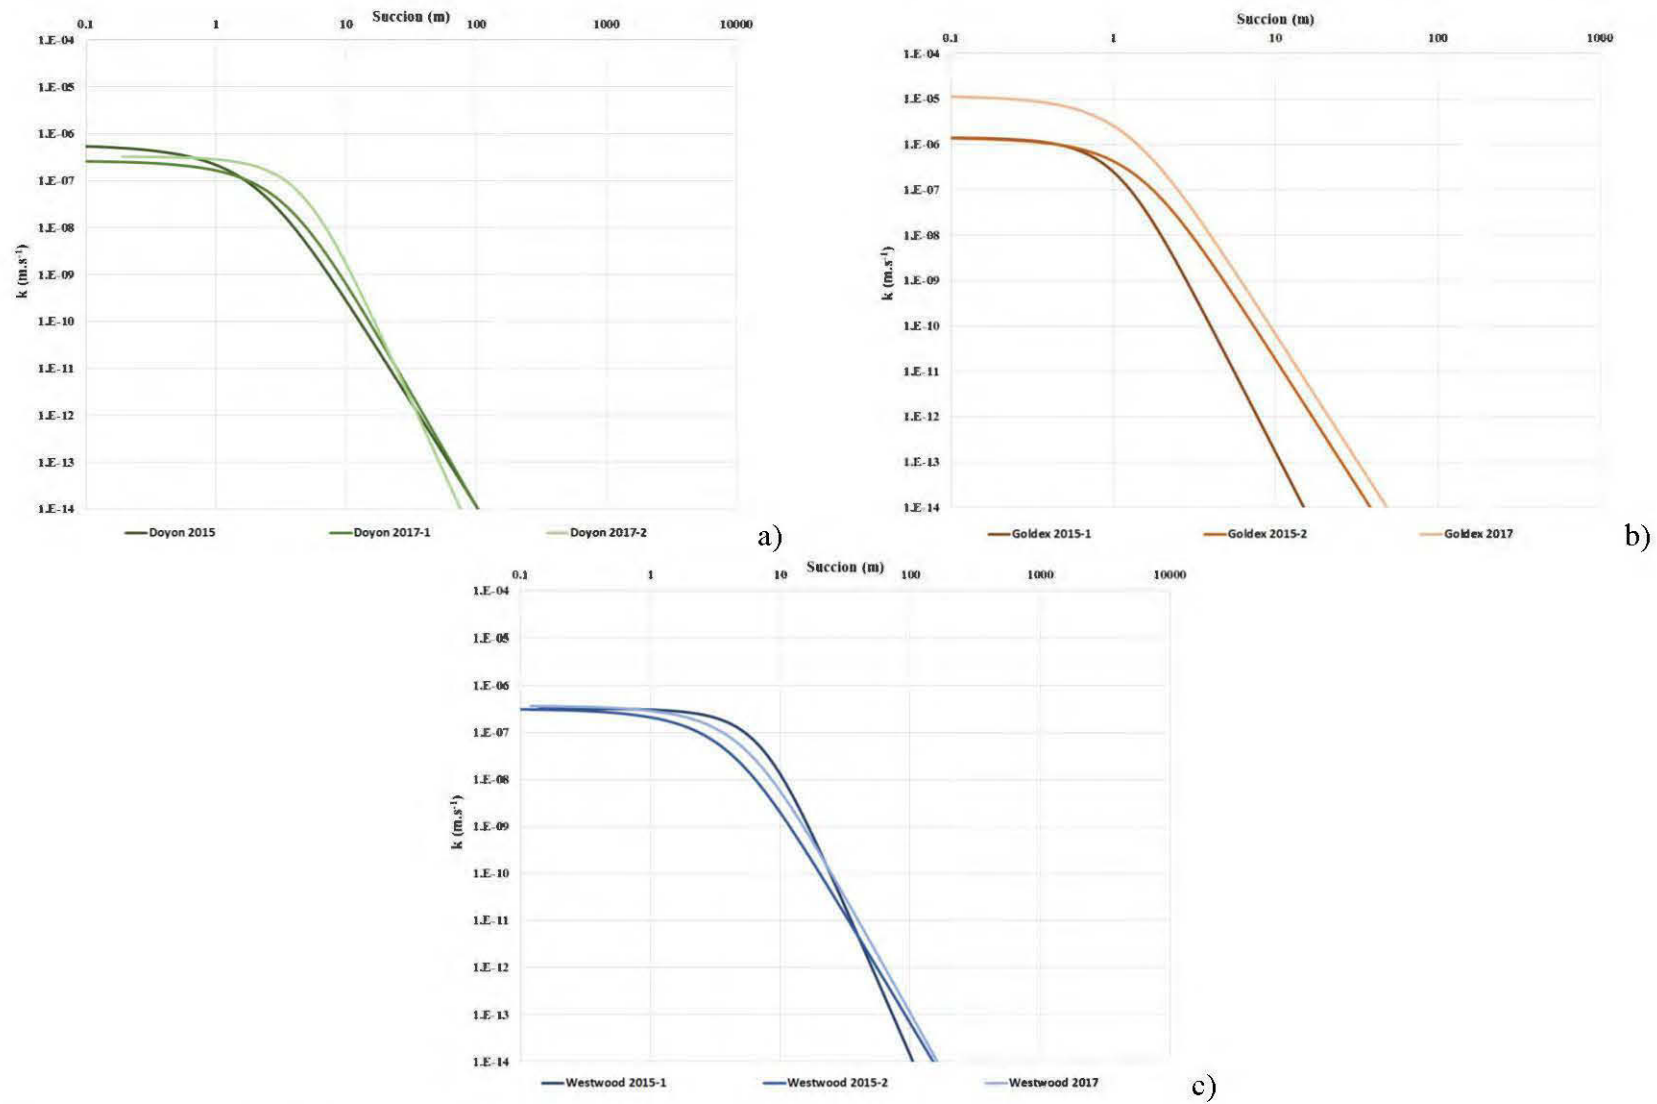 Succion (m)
0.1 1 10 100 1000 10000
1.E-04
1.E-05
1.E-06
1.E-07
1.E-08
1.E-09
1.E-10
1.E-11
1.E-12
1.E-13
1.E-14
k (m.s-1)
Doyon 2015 Doyon 2017-1 Doyon 2017-2
a)
Succion (m)
0.1 1 10 100 1000
1.E-04
1.E-05
1.E-06
1.E-07
1.E-08
1.E-09
1.E-10
1.E-11
1.E-12
1.E-13
1.E-14
k (m.s-1)
Goldex 2015-1 Goldex 2015-2 Goldex 2017
b)
Succion (m)
0.1 1 10 100 1000 10000
1.E-04
1.E-05
1.E-06
1.E-07
1.E-08
1.E-09
1.E-10
1.E-11
1.E-12
1.E-13
1.E-14
k (m.s-1)
Westwood 2015-1 Westwood 2015-2 Westwood 2017
c)